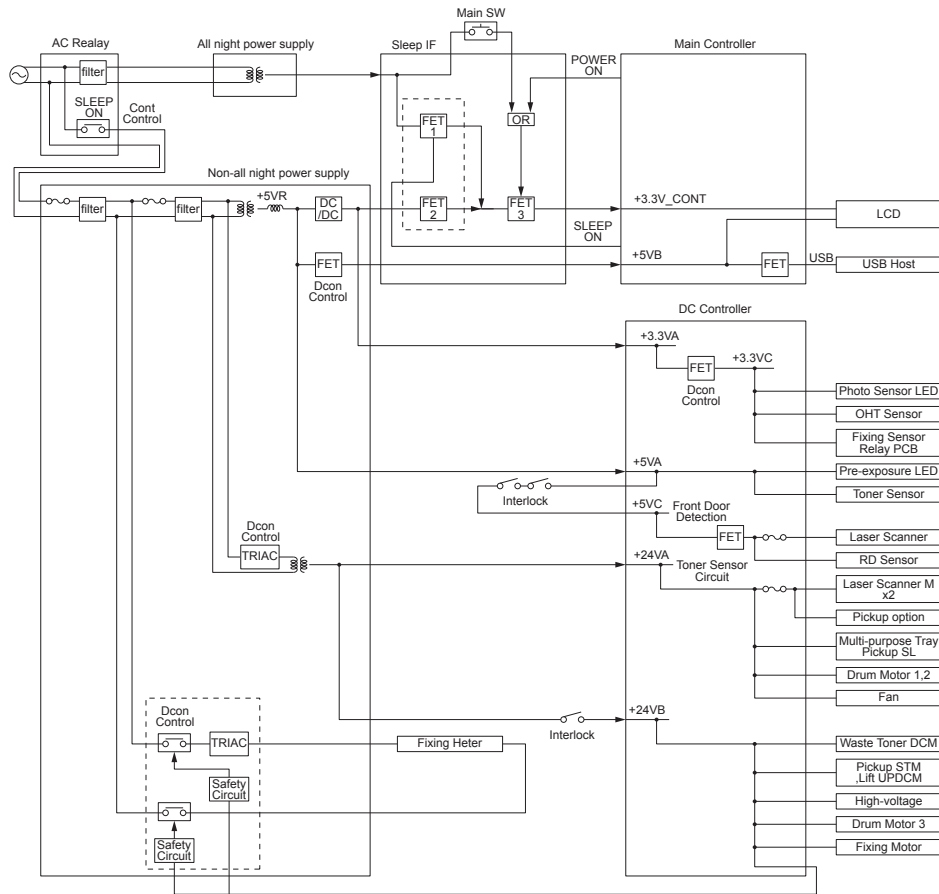 Main SW
AC Realay
All night power supply
Sleep IF
Main Controller
filter
POWER
ON
SLEEP
ON
Cont
Control
FET
1
OR
Non-all night power supply
+5VR
filter
filter
DC
/DC
FET
2
FET
3
+3.3V_CONT
LCD
SLEEP
ON
+5VB
FET
Dcon
Control
FET
USB
USB Host
DC Controller
+3.3VA
+3.3VC
FET
Dcon
Control
Photo Sensor LED
OHT Sensor
Fixing Sensor
Relay PCB
+5VA
Pre-exposure LED
Toner Sensor
Interlock
+5VC
Front Door
Detection
FET
Laser Scanner
RD Sensor
Dcon
Control
TRIAC
+24VA
Toner Sensor
Circuit
Laser Scanner M
x2
Pickup option
Multi-purpose Tray
Pickup SL
Drum Motor 1,2
Fan
+24VB
Interlock
Dcon
Control
TRIAC
Fixing Heter
Safety
Circuit
Safety
Circuit
Waste Toner DCM
Pickup STM
,Lift UPDCM
High-voltage
Drum Motor 3
Fixing Motor